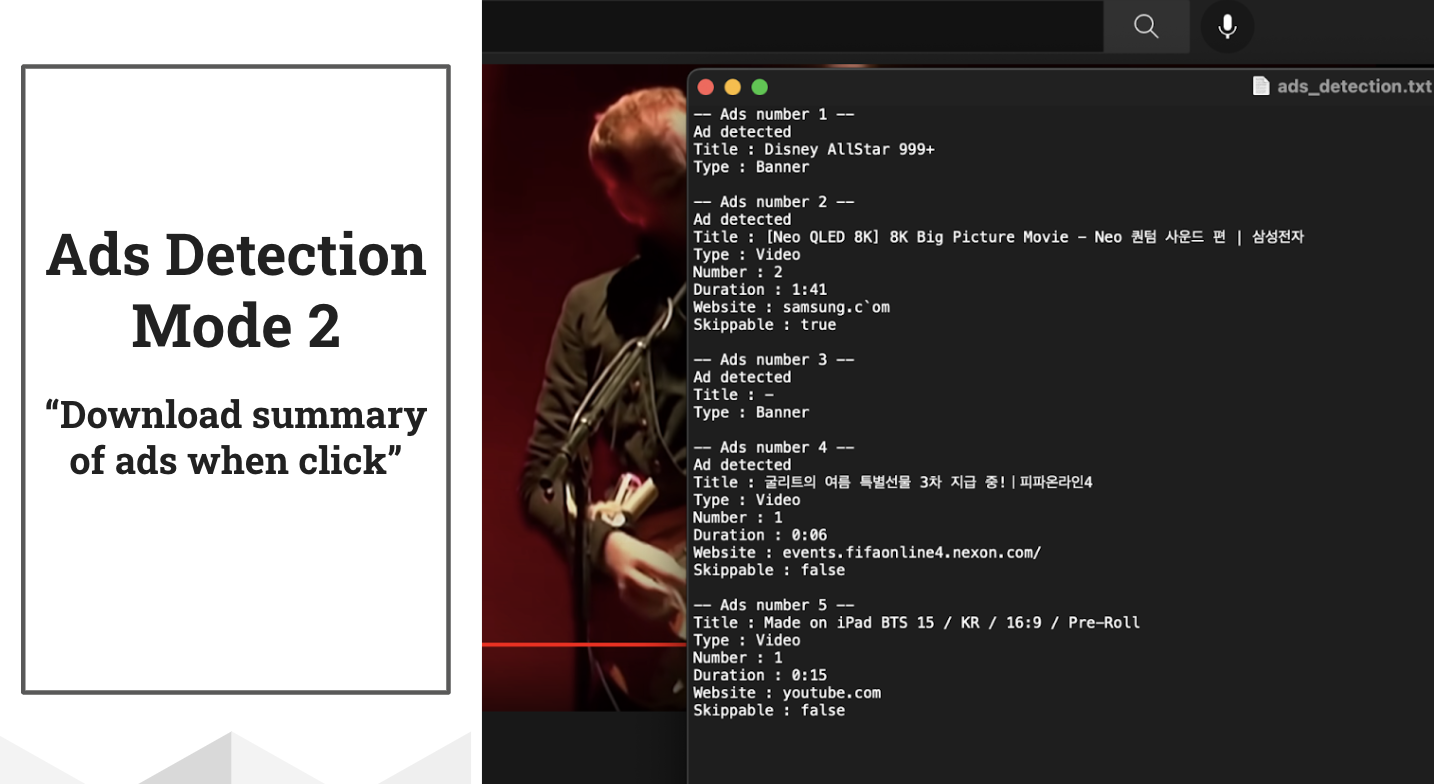 Ads Detection
Mode 2
“Download summary
of ads when click”
ads_detection.txt
—— Ads number 1 ——
Ad detected
Title : Disney AllStar 999+
Type : Banner
—— Ads number 2 ——
Ad detected
Title : [Neo QLED 8K] 8K Big Picture Movie – Neo 퀀텀 사운드 편 | 삼성전자
Type : Video
Number : 2
Duration : 1:41
Website : samsung.c`om
Skippable : true
—— Ads number 3 ——
Ad detected
Title : –
Type : Banner
—— Ads number 4 ——
Ad detected
Title : 굴리트의 여름 특별선물 3차 지급 중!｜피파온라인4
Type : Video
Number : 1
Duration : 0:06
Website : events.fifaonline4.nexon.com/
Skippable : false
—— Ads number 5 ——
Title : Made on iPad BTS 15 / KR / 16:9 / Pre–Roll
Type : Video
Number : 1
Duration : 0:15
Website : youtube.com
Skippable : false